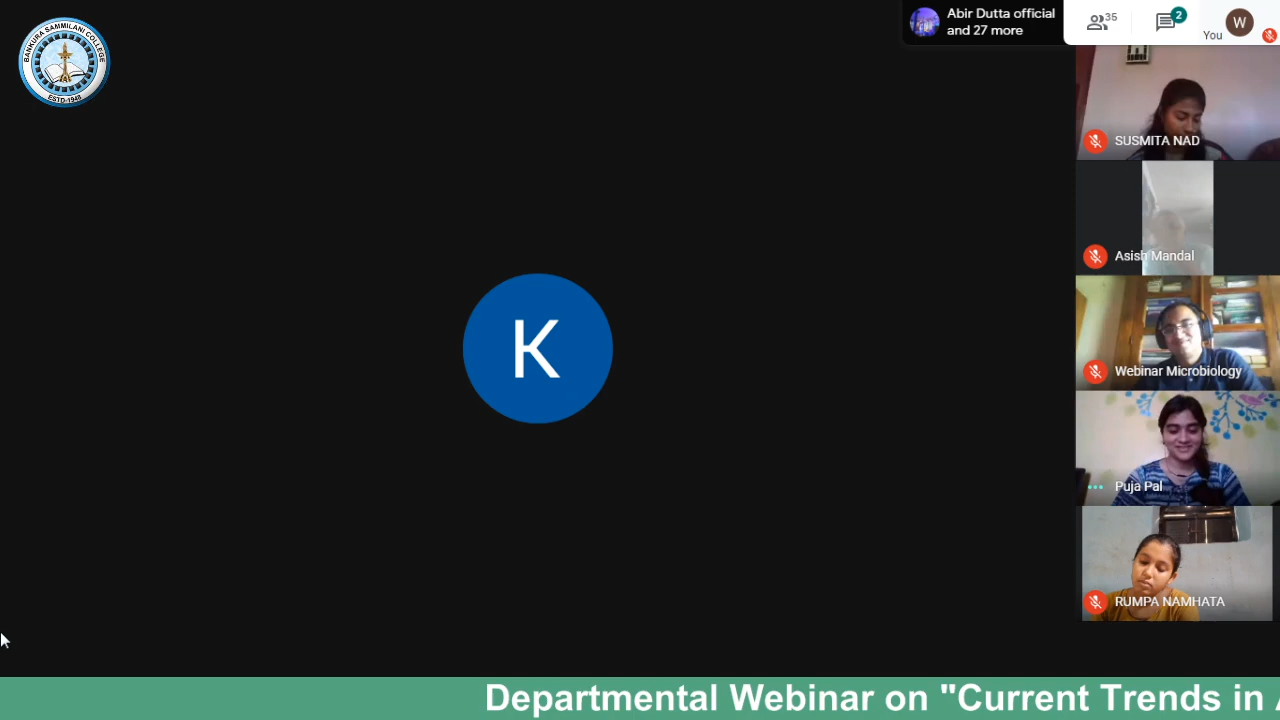 BANKURA SAMMILANI COLLEGE
ESTD-1948
Abir Dutta official
and 27 more
35
2
You
W
SUSMITA NAD
Asish Mandal
Webinar Microbiology
Puja Pal
RUMPA NAMHATA
K
Departmental Webinar on "Current Trends in